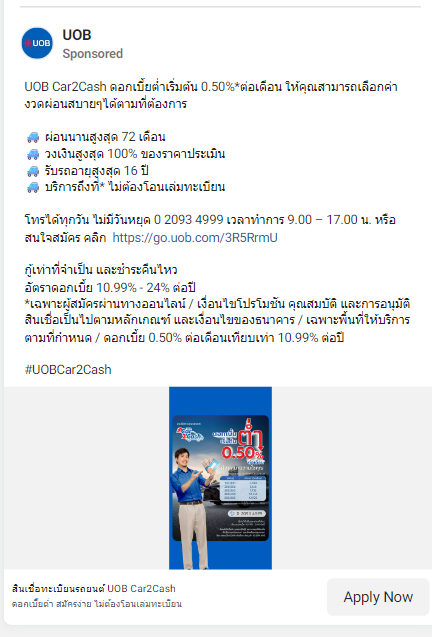 UOB
UOB
Sponsored
UOB Car2Cash ดอกเบี้ยต่ำเริ่มต้น 0.50%*ต่อเดือน ให้คุณสามารถเลือกค่า
งวดผ่อนสบายๆได้ตามที่ต้องการ
🚙 ผ่อนนานสูงสุด 72 เดือน
🚙 วงเงินสูงสุด 100% ของราคาประเมิน
🚙 รับรถอายุสูงสุด 16 ปี
🚙 บริการถึงที่* ไม่ต้องโอนเล่มทะเบียน
โทรได้ทุกวัน ไม่มีวันหยุด 0 2093 4999 เวลาทำการ 9.00 – 17.00 น. หรือ
สนใจสมัคร คลิก https://go.uob.com/3R5RrmU
กู้เท่าที่จำเป็น และชำระคืนไหว
อัตราดอกเบี้ย 10.99% - 24% ต่อปี
*เฉพาะผู้สมัครผ่านทางออนไลน์ / เงื่อนไขโปรโมชัน คุณสมบัติ และการอนุมัติ
สินเชื่อเป็นไปตามหลักเกณฑ์ และเงื่อนไขของธนาคาร / เฉพาะพื้นที่ให้บริการ
ตามที่กำหนด / ดอกเบี้ย 0.50% ต่อเดือนเทียบเท่า 10.99% ต่อปี
#UOBCar2Cash
ดอกเบี้ย
เริ่มต้น
ต่ำ
0.50%
สินเชื่อทะเบียนรถยนต์ UOB Car2Cash
ดอกเบี้ยต่ำ สมัครง่าย ไม่ต้องโอนเล่มทะเบียน
Apply Now